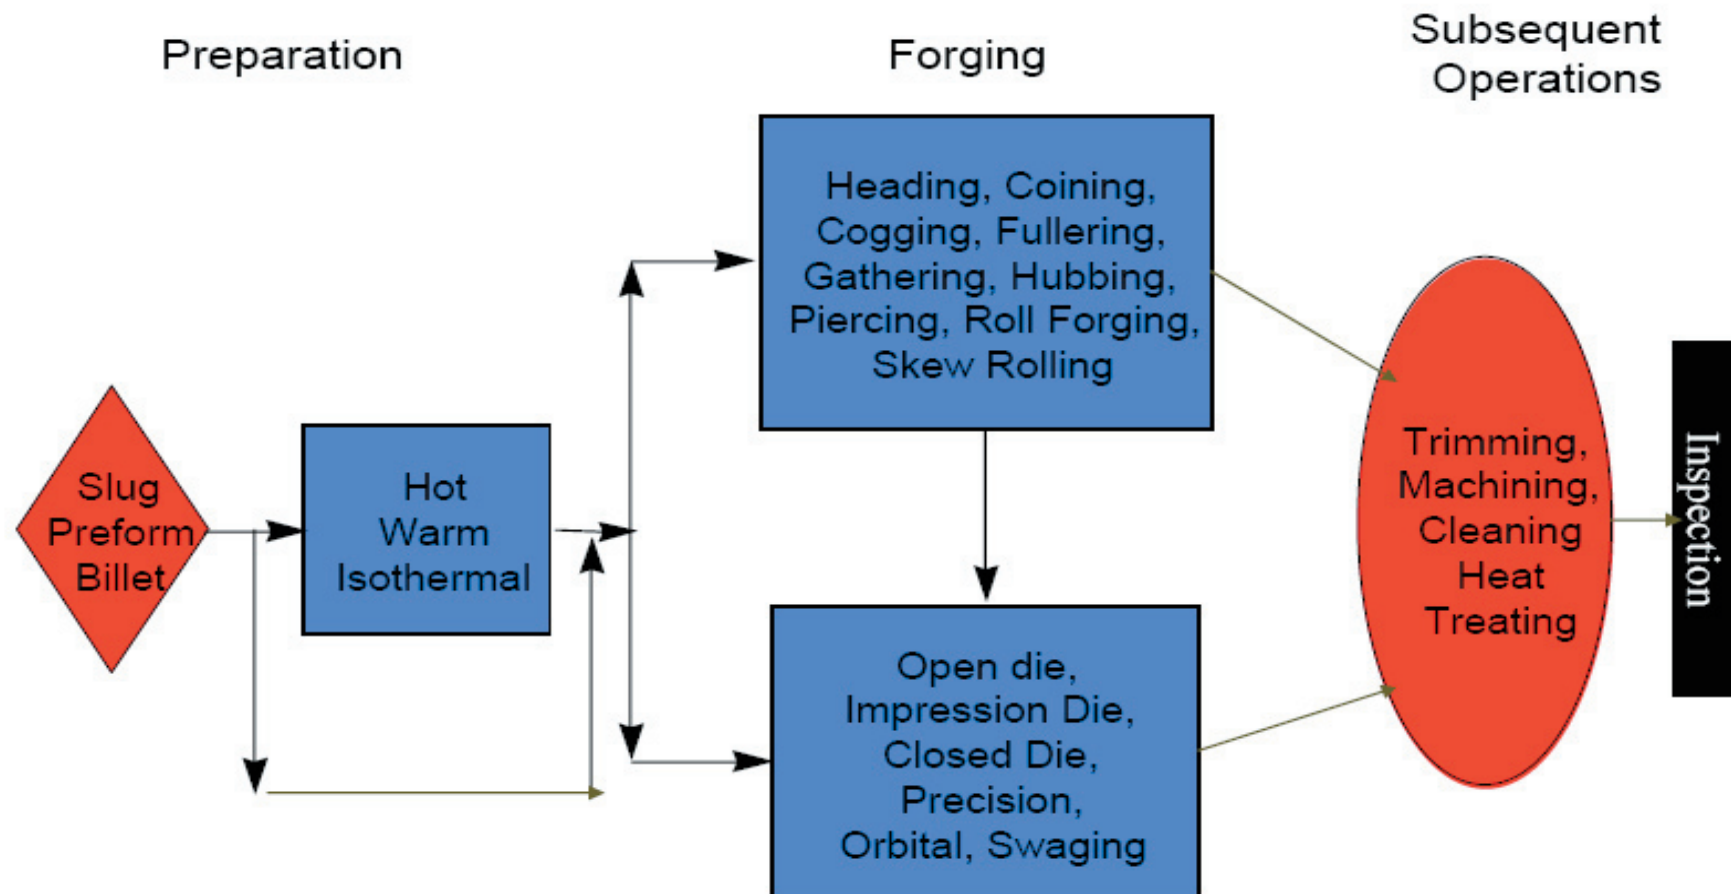 Preparation
Forging
Subsequent
Operations
Slug
Preform
Billet
Hot
Warm
Isothermal
Heading, Coining,
Cogging, Fullering,
Gathering, Hubbing,
Piercing, Roll Forging,
Skew Rolling
Open die,
Impression Die,
Closed Die,
Precision,
Orbital, Swaging
Trimming,
Machining,
Cleaning
Heat
Treating
Inspection